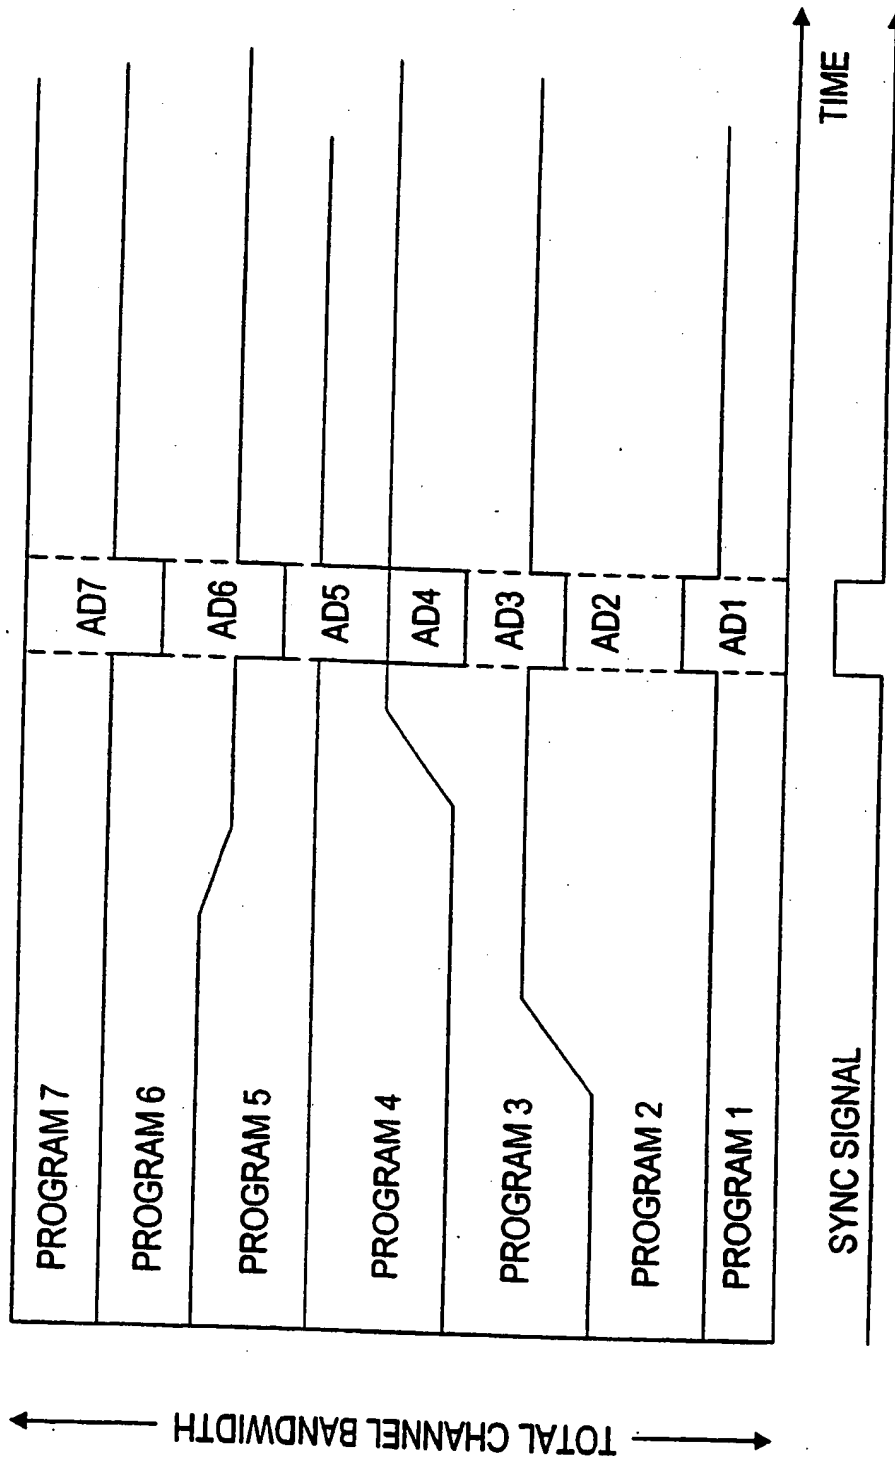 TOTAL CHANNEL BANDWIDTH
PROGRAM 7
PROGRAM 6
PROGRAM 5
PROGRAM 4
PROGRAM 3
PROGRAM 2
PROGRAM 1
AD7
AD6
AD5
AD4
AD3
AD2
AD1
TIME
SYNC SIGNAL